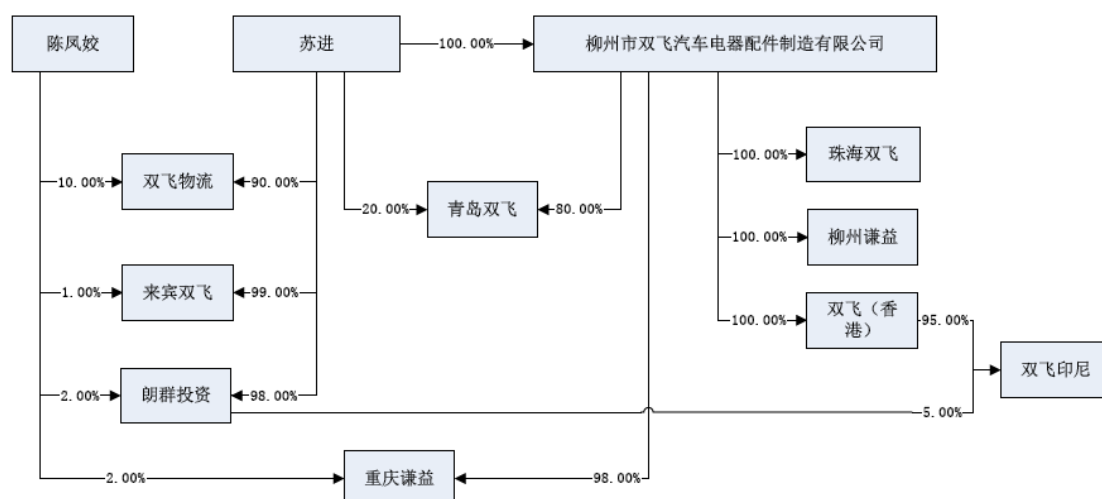 陈凤姣
苏进
100.00%
柳州市双飞汽车电器配件制造有限公司
10.00%
双飞物流
90.00%
20.00%
青岛双飞
80.00%
100.00%
珠海双飞
100.00%
柳州谦益
1.00%
来宾双飞
99.00%
100.00%
双飞（香
港）
95.00%
双飞印尼
2.00%
朗群投资
98.00%
5.00%
2.00%
重庆谦益
98.00%